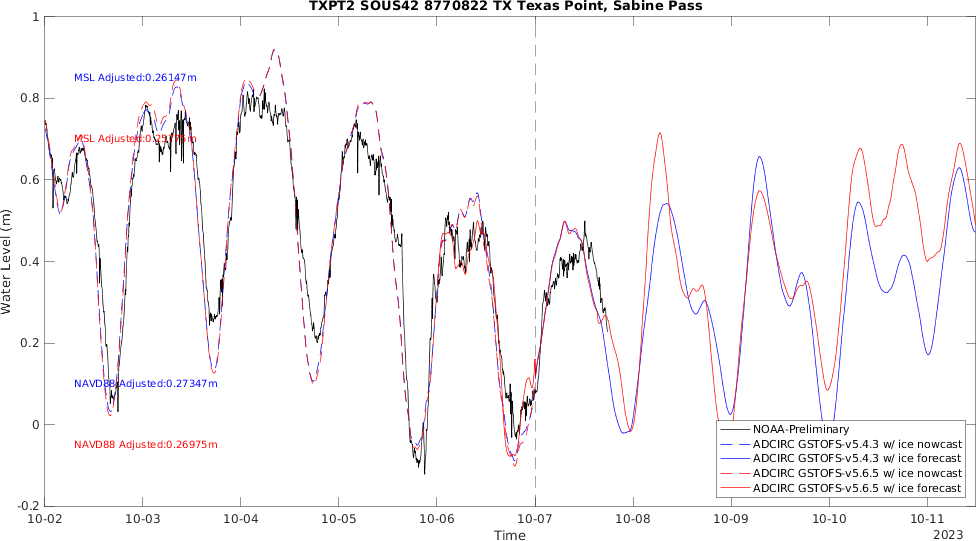 TXPT2 SOUS42 8770822 TX Texas Point, Sabine Pass
1
0.8
0.6
0.4
0.2
0
-0.2
Water Level (m)
MSL Adjusted:0.26147m
MSL Adjusted:
NAVD88 Adjusted:0.27347m
NAVD88 Adjusted:0.26975m
NOAA-Preliminary
ADCIRC GSTOFS-v5.4.3 w/ ice nowcast
ADCIRC GSTOFS-v5.4.3 w/ ice forecast
ADCIRC GSTOFS-v5.6.5 w/ ice nowcast
ADCIRC GSTOFS-v5.6.5 w/ ice forecast
10-02 10-03 10-04 10-05 10-06 10-07 10-08 10-09 10-10 10-11
Time
2023